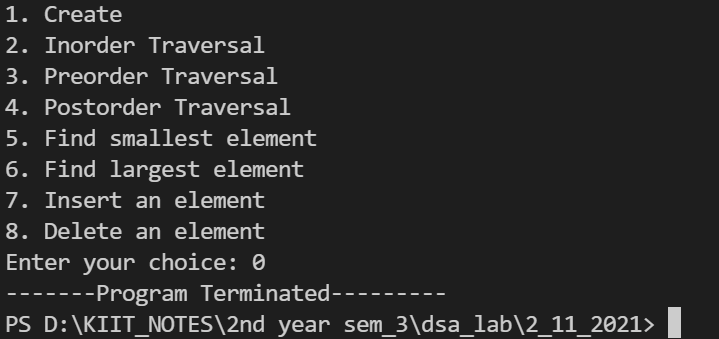 1. Create
2. Inorder Traversal
3. Preorder Traversal
4. Postorder Traversal
5. Find smallest element
6. Find largest element
7. Insert an element
8. Delete an element
Enter your choice: 0
-------Program Terminated---------
PS D:\KIIT_NOTES\2nd year sem_3\dsa_lab\2_11_2021>